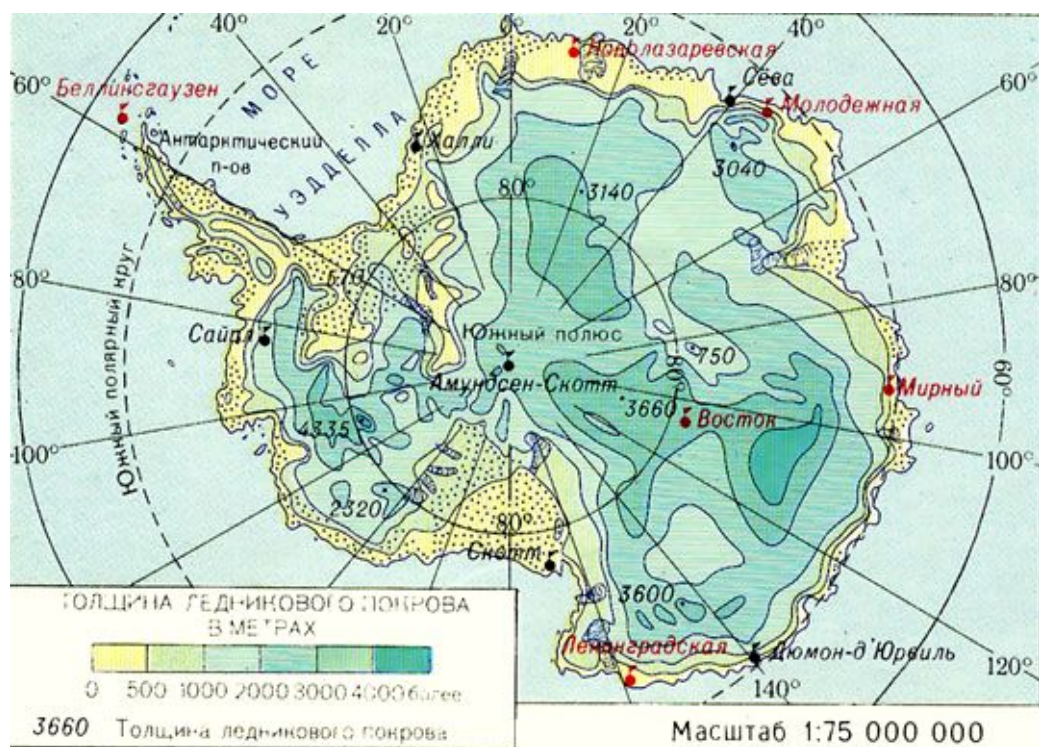 40° 20° 0° 20° 40°
Новолазаревская
60°
Беллинсгаузен
МОРЕ
УЭДДЕЛЛА
Сёва
Молодежная
60°
Антарктический
п-ов
Халли
3040
80°
3140
Южный полярный круг
80°
80°
570
Сайпл
Южный полюс
750
Амундсен-Скотт
80°
3660
Восток
Мирный
4335
100°
100°
2320
80°
Скотт
3600
Ленинградская
Дюмон-д'Юрвиль
120°
140°
ТОЛЩИНА ЛЕДНИКОВОГО ПОКРОВА
В МЕТРАХ
0 500 1000 2000 3000 4000 более
3660 Толщина ледникового покрова
Масштаб 1:75 000 000